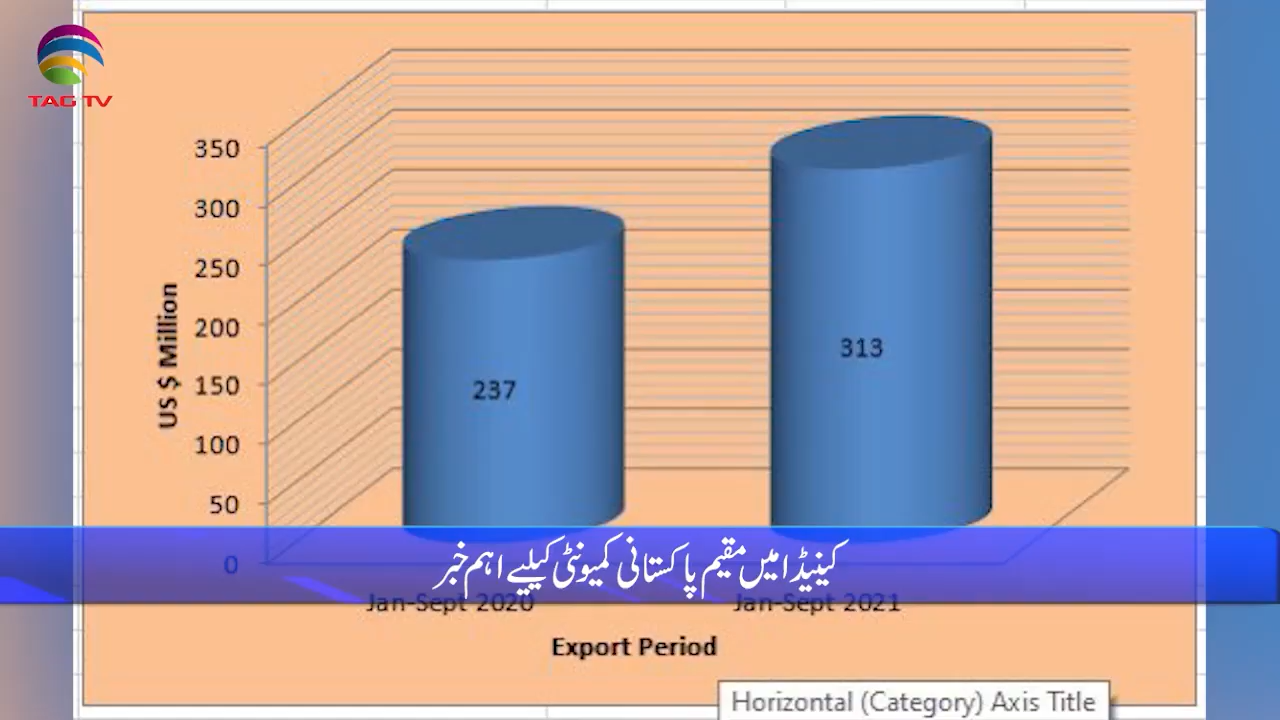 TAG TV
350
300
250
200
150
100
50
0
US $ Million
237
313
کینیڈا میں مقیم پاکستانی کمیونٹی کیلیے اہم خبر
Jan-Sept 2020
Jan-Sept 2021
Export Period
Horizontal (Category) Axis Title